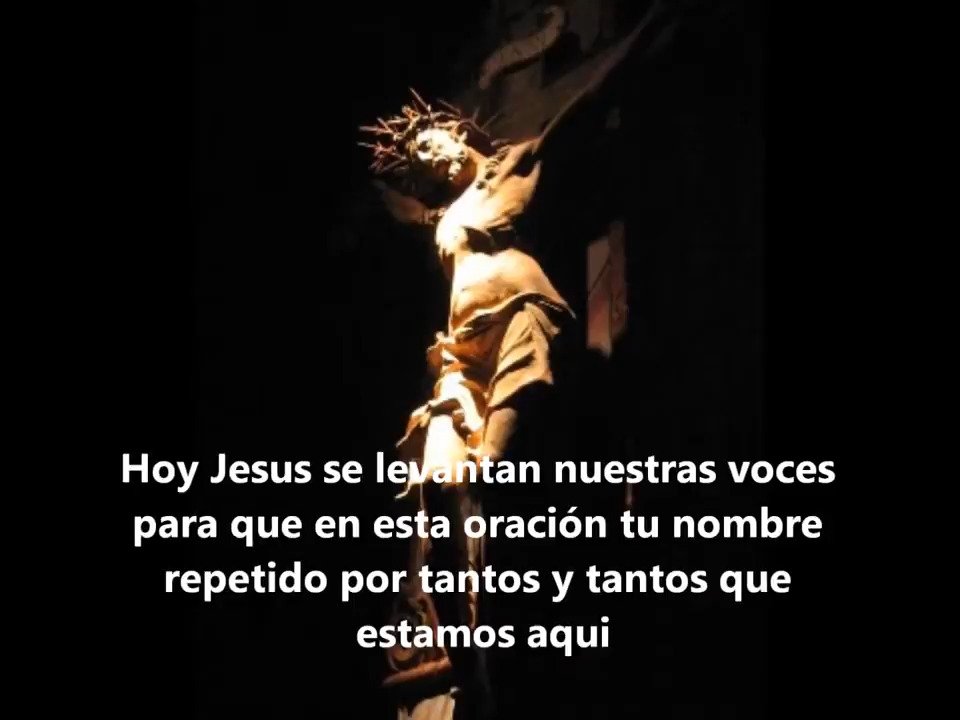 Hoy Jesus se levantan nuestras voces
para que en esta oración tu nombre
repetido por tantos y tantos que
estamos aqui